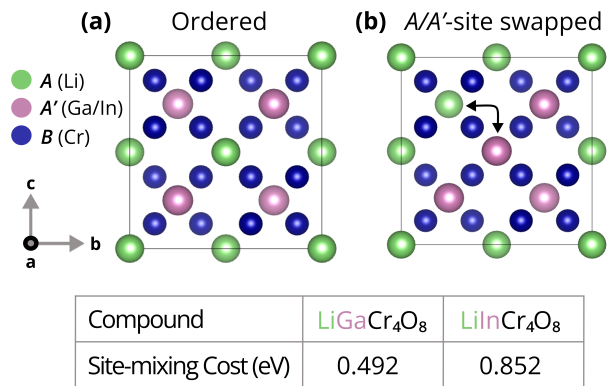 (a) Ordered
(b) A/A′-site swapped
A (Li)
A′ (Ga/In)
B (Cr)
c
b
a
Compound LiGaCr₄O₈ LiInCr₄O₈
Site-mixing Cost (eV) 0.492 0.852